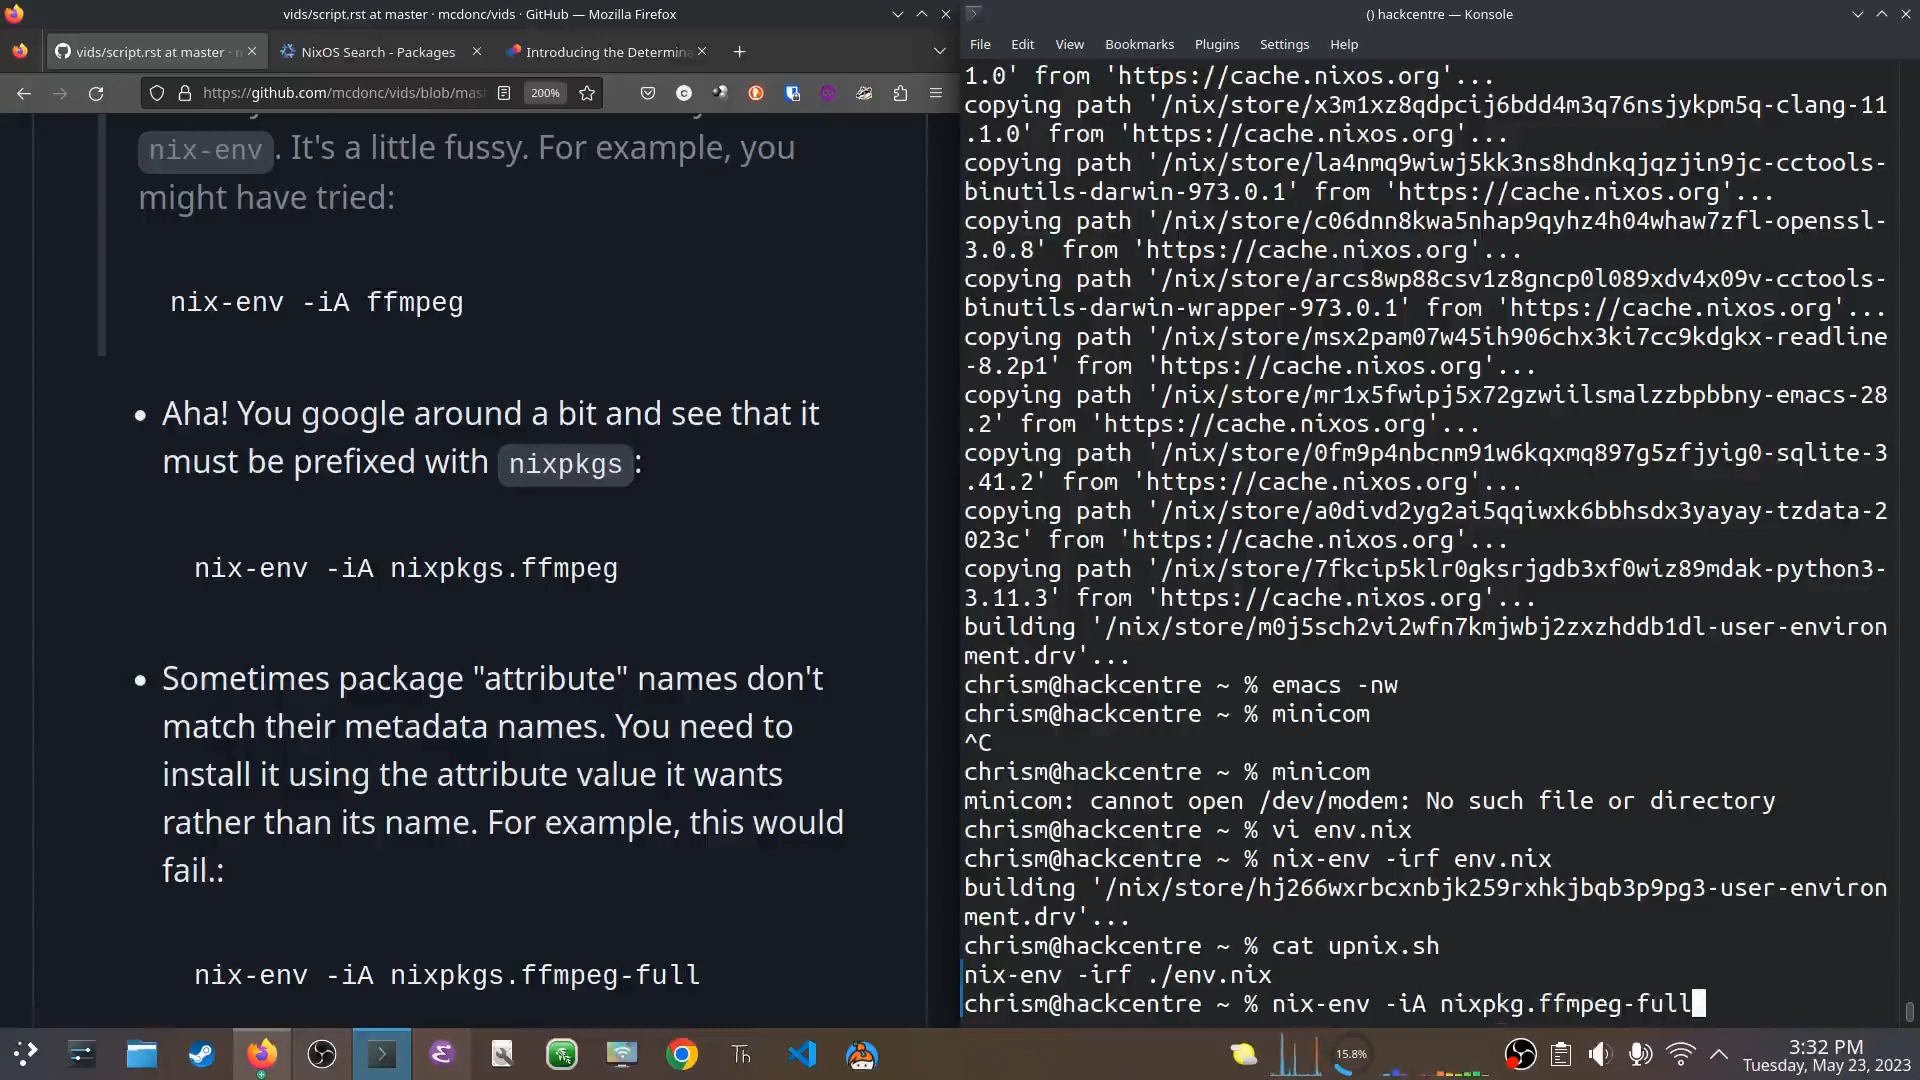 vids/script.rst at master · mcdonc/vids · GitHub — Mozilla Firefox
vids/script.rst at master ·
NixOS Search - Packages
Introducing the Determina
https://github.com/mcdonc/vids/blob/mas
200%
nix-env. It's a little fussy. For example, you
might have tried:
nix-env -iA ffmpeg
• Aha! You google around a bit and see that it
must be prefixed with nixpkgs:
nix-env -iA nixpkgs.ffmpeg
• Sometimes package "attribute" names don't
match their metadata names. You need to
install it using the attribute value it wants
rather than its name. For example, this would
fail.:
nix-env -iA nixpkgs.ffmpeg-full
() hackcentre — Konsole
File Edit View Bookmarks Plugins Settings Help
1.0' from 'https://cache.nixos.org'...
copying path '/nix/store/x3m1xz8qdpcij6bdd4m3q76nsjykpm5q-clang-11
.1.0' from 'https://cache.nixos.org'...
copying path '/nix/store/la4nmq9wiwj5kk3ns8hdnkqjqzjin9jc-cctools-
binutils-darwin-973.0.1' from 'https://cache.nixos.org'...
copying path '/nix/store/c06dnn8kwa5nhap9qyhz4h04whaw7zfl-openssl-
3.0.8' from 'https://cache.nixos.org'...
copying path '/nix/store/arcs8wp88csv1z8gncp0l089xdv4x09v-cctools-
binutils-darwin-wrapper-973.0.1' from 'https://cache.nixos.org'...
copying path '/nix/store/msx2pam07w45ih906chx3ki7cc9kdgkx-readline
-8.2p1' from 'https://cache.nixos.org'...
copying path '/nix/store/mr1x5fwipj5x72gzwiilsmalzzbpbbny-emacs-28
.2' from 'https://cache.nixos.org'...
copying path '/nix/store/0fm9p4nbcnm91w6kqxmq897g5zfjyig0-sqlite-3
.41.2' from 'https://cache.nixos.org'...
copying path '/nix/store/a0divd2yg2ai5qqiwxk6bbhsdx3yayay-tzdata-2
023c' from 'https://cache.nixos.org'...
copying path '/nix/store/7fkcip5klr0gksrjgdb3xf0wiz89mdak-python3-
3.11.3' from 'https://cache.nixos.org'...
building '/nix/store/m0j5sch2vi2wfn7kmjwbj2zxzhddb1dl-user-environ
ment.drv'...
chrism@hackcentre ~ % emacs -nw
chrism@hackcentre ~ % minicom
^C
chrism@hackcentre ~ % minicom
minicom: cannot open /dev/modem: No such file or directory
chrism@hackcentre ~ % vi env.nix
chrism@hackcentre ~ % nix-env -irf env.nix
building '/nix/store/hj266wxrbcxnbjk259rxhkjbqb3p9pg3-user-environ
ment.drv'...
chrism@hackcentre ~ % cat upnix.sh
nix-env -irf ./env.nix
chrism@hackcentre ~ % nix-env -iA nixpkg.ffmpeg-full
Th
15.8%
3:32 PM
Tuesday, May 23, 2023